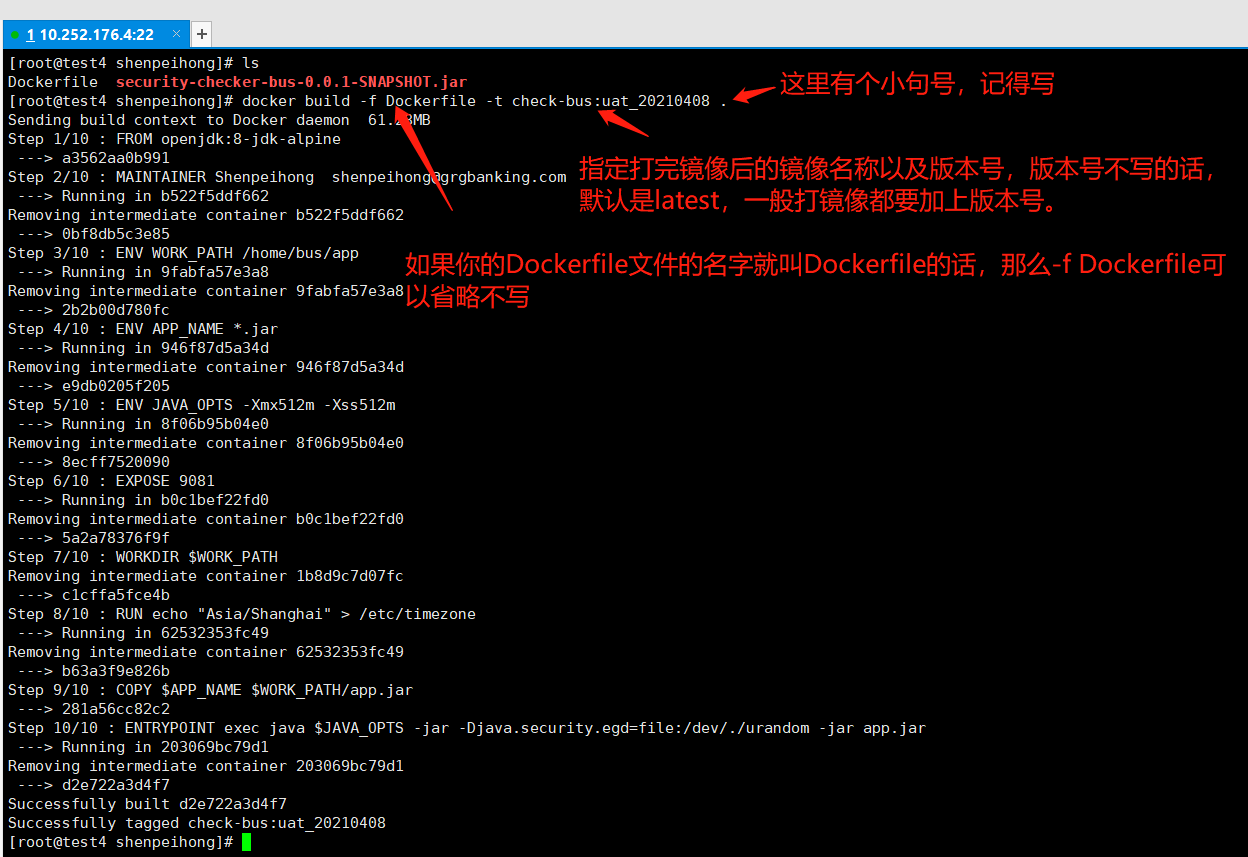 1 10.252.176.4:22 × +
[root@test4 shenpeihong]# ls
Dockerfile  security-checker-bus-0.0.1-SNAPSHOT.jar
[root@test4 shenpeihong]# docker build -f Dockerfile -t check-bus:uat_20210408 .
这里有个小句号，记得写
Sending build context to Docker daemon  61.23MB
Step 1/10 : FROM openjdk:8-jdk-alpine
 ---> a3562aa0b991
Step 2/10 : MAINTAINER Shenpeihong  shenpeihong@grgbanking.com
指定打完镜像后的镜像名称以及版本号，版本号不写的话，
默认是latest，一般打镜像都要加上版本号。
 ---> Running in b522f5ddf662
Removing intermediate container b522f5ddf662
 ---> 0bf8db5c3e85
Step 3/10 : ENV WORK_PATH /home/bus/app
 ---> Running in 9fabfa57e3a8
如果你的Dockerfile文件的名字就叫Dockerfile的话，那么-f Dockerfile可
以省略不写
Removing intermediate container 9fabfa57e3a8
 ---> 2b2b00d780fc
Step 4/10 : ENV APP_NAME *.jar
 ---> Running in 946f87d5a34d
Removing intermediate container 946f87d5a34d
 ---> e9db0205f205
Step 5/10 : ENV JAVA_OPTS -Xmx512m -Xss512m
 ---> Running in 8f06b95b04e0
Removing intermediate container 8f06b95b04e0
 ---> 8ecff7520090
Step 6/10 : EXPOSE 9081
 ---> Running in b0c1bef22fd0
Removing intermediate container b0c1bef22fd0
 ---> 5a2a78376f9f
Step 7/10 : WORKDIR $WORK_PATH
Removing intermediate container 1b8d9c7d07fc
 ---> c1cffa5fce4b
Step 8/10 : RUN echo "Asia/Shanghai" > /etc/timezone
 ---> Running in 62532353fc49
Removing intermediate container 62532353fc49
 ---> b63a3f9e826b
Step 9/10 : COPY $APP_NAME $WORK_PATH/app.jar
 ---> 281a56cc82c2
Step 10/10 : ENTRYPOINT exec java $JAVA_OPTS -jar -Djava.security.egd=file:/dev/./urandom -jar app.jar
 ---> Running in 203069bc79d1
Removing intermediate container 203069bc79d1
 ---> d2e722a3d4f7
Successfully built d2e722a3d4f7
Successfully tagged check-bus:uat_20210408
[root@test4 shenpeihong]#